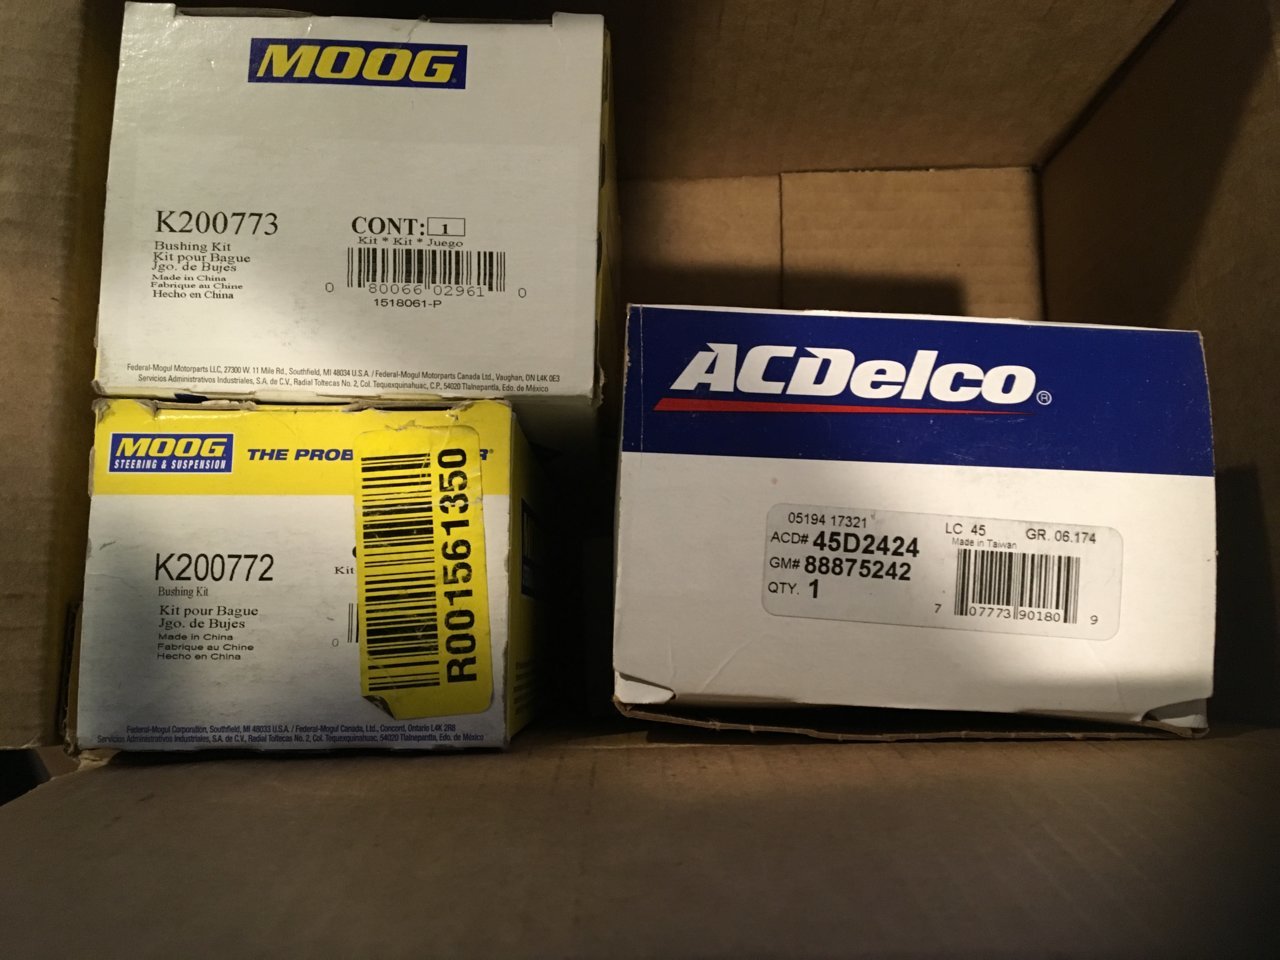 MOOG
K200773
Bushing Kit
Kit pour Bague
Jgo. de Bujes
Made in China
Fabrique au Chine
Hecho en China
CONT: 1
Kit * Kit * Juego
0 80066 02961 0
1518061-P
Federal-Mogul Motorparts LLC, 27300 W. 11 Mile Rd., Southfield, MI 48034 U.S.A. / Federal-Mogul Motorparts Canada Ltd., Vaughan, ON L4K 0E3
Servicios Administrativos Industriales, S.A. de C.V., Radial Toltecas No. 2, Col. Tequexquinahuac, C.P. 54020 Tlalnepantla, Edo. de México
MOOG
STEERING & SUSPENSION
THE PROB R®
K200772
Bushing Kit
Kit pour Bague
Jgo. de Bujes
Made in China
Fabrique au Chine
Hecho en China
Kit
0
R001561350
Federal-Mogul Corporation, Southfield, MI 48033 U.S.A. / Federal-Mogul Canada, Ltd., Concord, Ontario L4K 2R8
Servicios Administrativos Industriales, S.A. de C.V., Radial Toltecas No. 2, Col. Tequexquinahuac, 54020 Tlalnepantla, Edo. de México
ACDelco®
05194 17321
LC 45
GR. 06.174
Made in Taiwan
ACD# 45D2424
GM# 88875242
QTY. 1
7 07773 90180 9